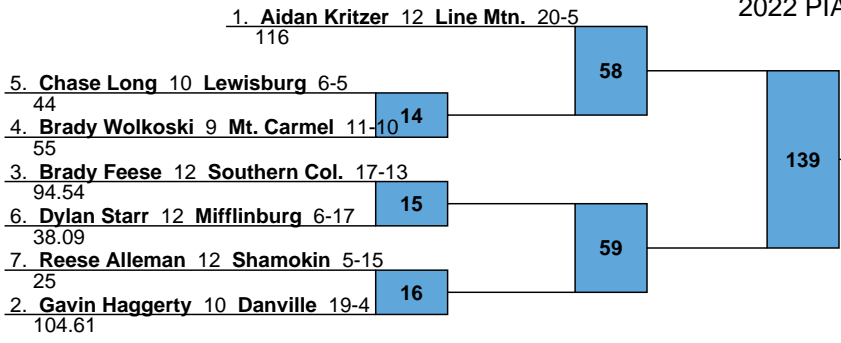 2022 PIA
1. Aidan Kritzer 12 Line Mtn. 20-5
116
58
5. Chase Long 10 Lewisburg 6-5
44
14
4. Brady Wolkoski 9 Mt. Carmel 11-10
55
139
3. Brady Feese 12 Southern Col. 17-13
94.54
15
6. Dylan Starr 12 Mifflinburg 6-17
38.09
59
7. Reese Alleman 12 Shamokin 5-15
25
16
2. Gavin Haggerty 10 Danville 19-4
104.61